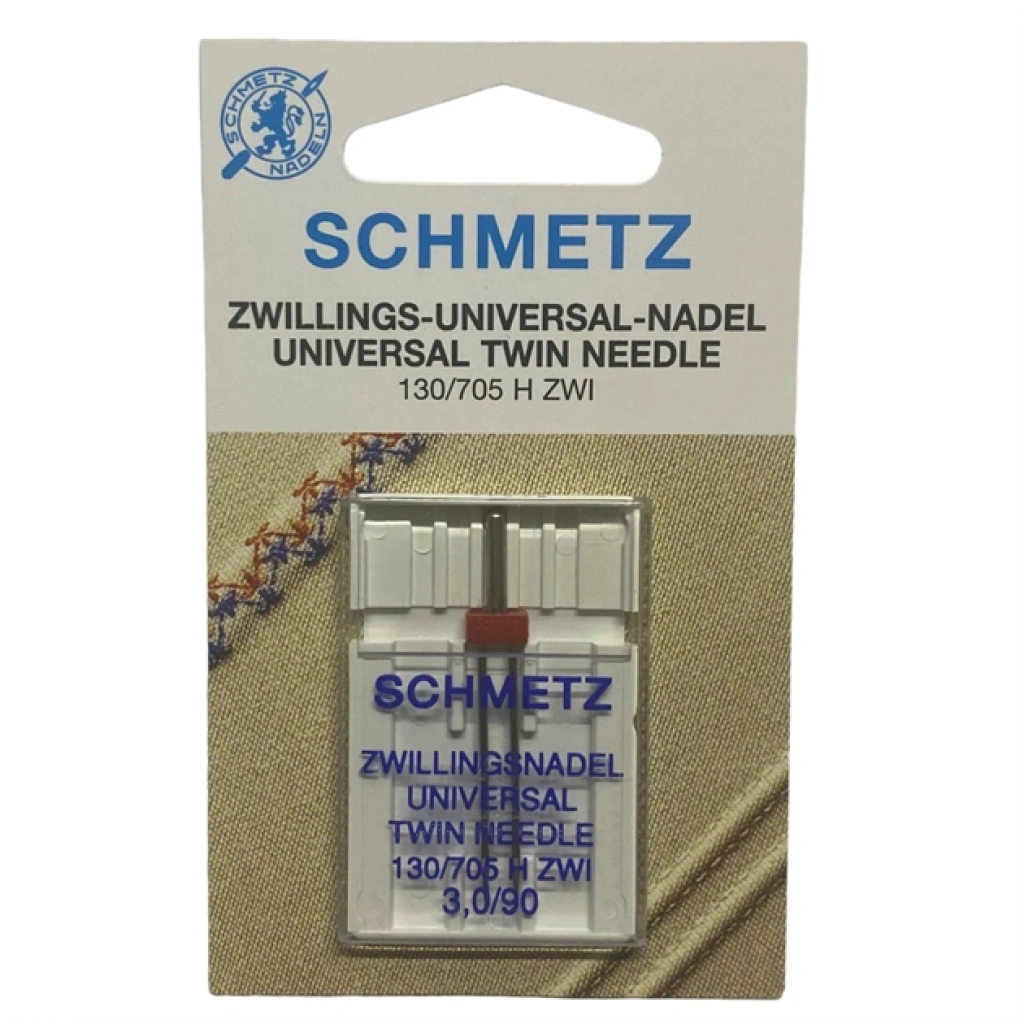 SCHMETZ
NADELN
SCHMETZ
ZWILLINGS-UNIVERSAL-NADEL
UNIVERSAL TWIN NEEDLE
130/705 H ZWI
SCHMETZ
ZWILLINGSNADEL
UNIVERSAL
TWIN NEEDLE
130/705 H ZWI
3,0/90